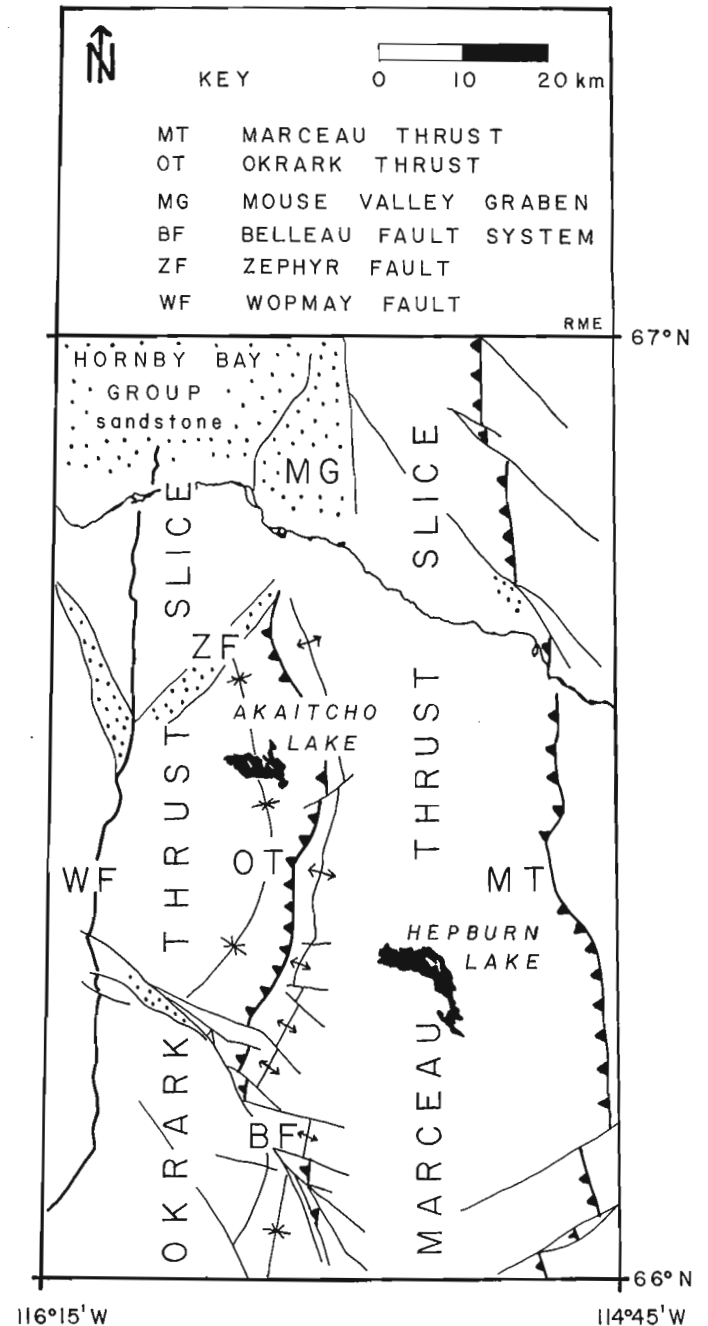 N
KEY
0 10 20 km
MT MARCEAU THRUST
OT OKRARK THRUST
MG MOUSE VALLEY GRABEN
BF BELLEAU FAULT SYSTEM
ZF ZEPHYR FAULT
WF WOPMAY FAULT
RME
67°N
HORNBY BAY
GROUP
sandstone
MG
ZF
AKAITCHO
LAKE
OT
WF
MT
HEPBURN
LAKE
BF
OKRARK THRUST SLICE
MARCEAU THRUST SLICE
66°N
116°15'W
114°45'W